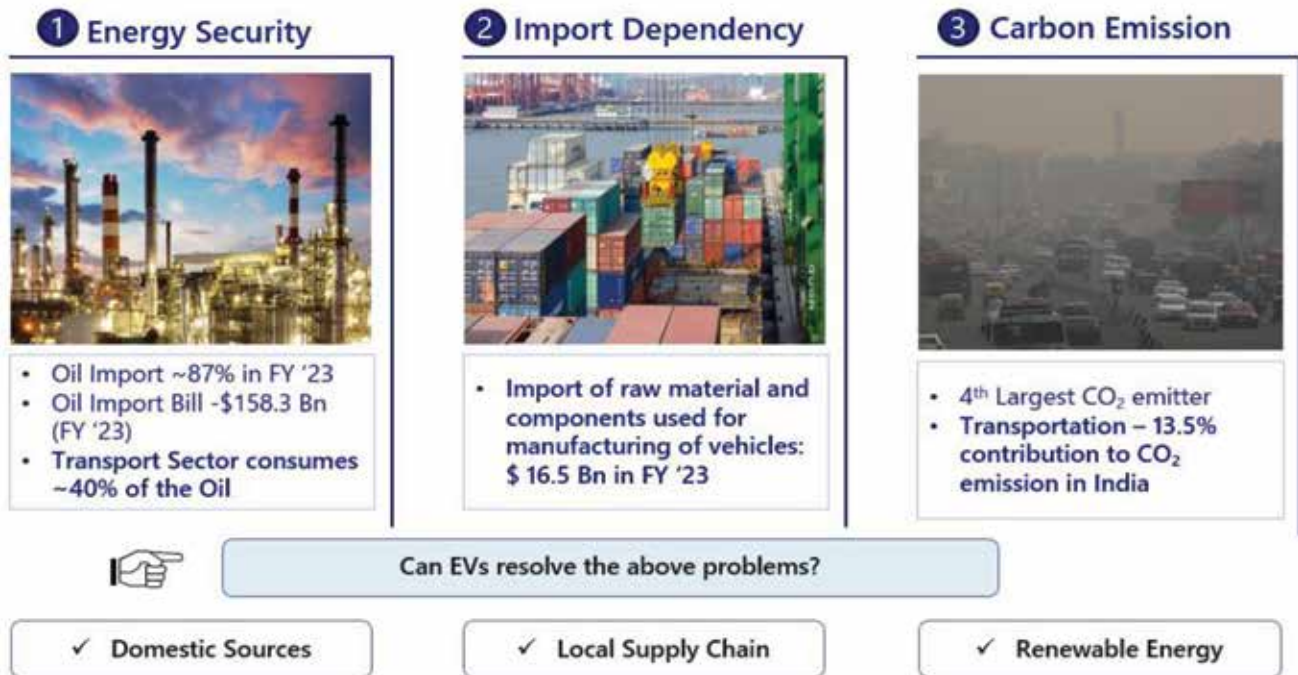 1 Energy Security
• Oil Import ~87% in FY '23
• Oil Import Bill -$158.3 Bn
(FY '23)
• Transport Sector consumes
~40% of the Oil
2 Import Dependency
• Import of raw material and
components used for
manufacturing of vehicles:
$ 16.5 Bn in FY '23
3 Carbon Emission
• 4th Largest CO₂ emitter
• Transportation – 13.5%
contribution to CO₂
emission in India
Can EVs resolve the above problems?
✓ Domestic Sources
✓ Local Supply Chain
✓ Renewable Energy